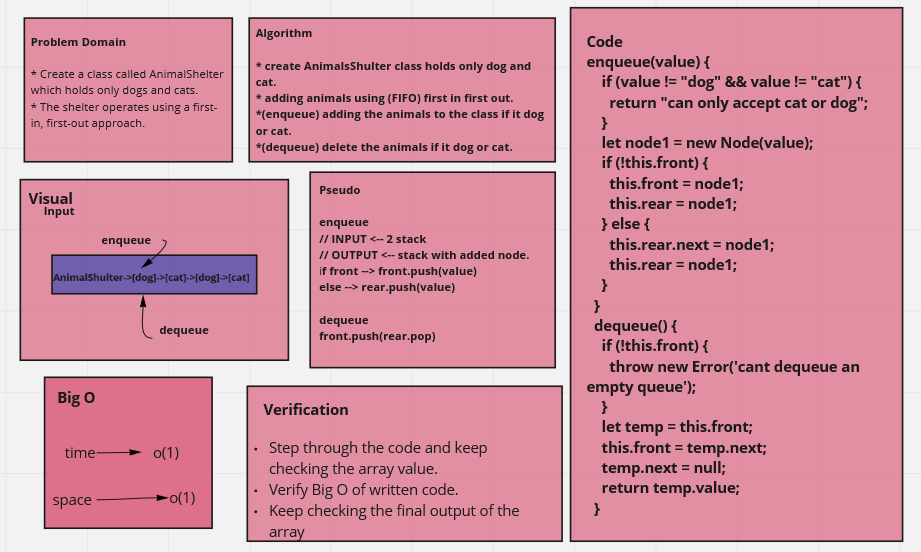 Problem Domain
* Create a class called AnimalShelter
which holds only dogs and cats.
* The shelter operates using a first-
in, first-out approach.
Algorithm
* create AnimalsShulter class holds only dog and
cat.
* adding animals using (FIFO) first in first out.
*(enqueue) adding the animals to the class if it dog
or cat.
*(dequeue) delete the animals if it dog or cat.
Visual
Input
enqueue
AnimalShulter->[dog]->[cat]->[dog]->[cat]
dequeue
Pseudo
enqueue
// INPUT <-- 2 stack
// OUTPUT <-- stack with added node.
if front --> front.push(value)
else --> rear.push(value)
dequeue
front.push(rear.pop)
Big O
time o(1)
space o(1)
Verification
· Step through the code and keep
checking the array value.
· Verify Big O of written code.
· Keep checking the final output of the
array
Code
enqueue(value) {
if (value != "dog" && value != "cat") {
return "can only accept cat or dog";
}
let node1 = new Node(value);
if (!this.front) {
this.front = node1;
this.rear = node1;
} else {
this.rear.next = node1;
this.rear = node1;
}
}
dequeue() {
if (!this.front) {
throw new Error('cant dequeue an
empty queue');
}
let temp = this.front;
this.front = temp.next;
temp.next = null;
return temp.value;
}